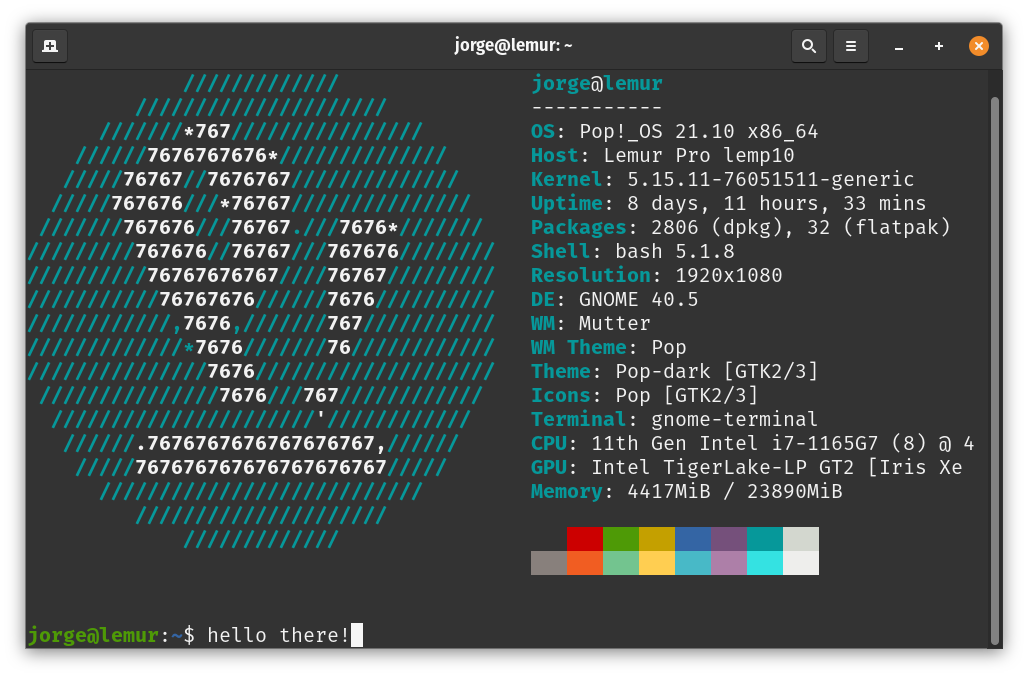 jorge@lemur: ~
/////////////
/////////////////////
///////*767////////////////
//////7676767676*//////////////
/////76767//7676767//////////////
/////767676///*76767///////////////
///////767676///76767.///7676*///////
/////////767676//76767///767676////////
//////////76767676767////76767/////////
///////////76767676//////7676//////////
////////////,7676,///////767///////////
/////////////*7676///////76////////////
///////////////7676////////////////////
///////////////7676///767////////////
//////////////////////'////////////
//////.7676767676767676767,//////
/////767676767676767676767/////
///////////////////////////
/////////////////////
/////////////
jorge@lemur
-----------
OS: Pop!_OS 21.10 x86_64
Host: Lemur Pro lemp10
Kernel: 5.15.11-76051511-generic
Uptime: 8 days, 11 hours, 33 mins
Packages: 2806 (dpkg), 32 (flatpak)
Shell: bash 5.1.8
Resolution: 1920x1080
DE: GNOME 40.5
WM: Mutter
WM Theme: Pop
Theme: Pop-dark [GTK2/3]
Icons: Pop [GTK2/3]
Terminal: gnome-terminal
CPU: 11th Gen Intel i7-1165G7 (8) @ 4
GPU: Intel TigerLake-LP GT2 [Iris Xe
Memory: 4417MiB / 23890MiB
jorge@lemur:~$ hello there!